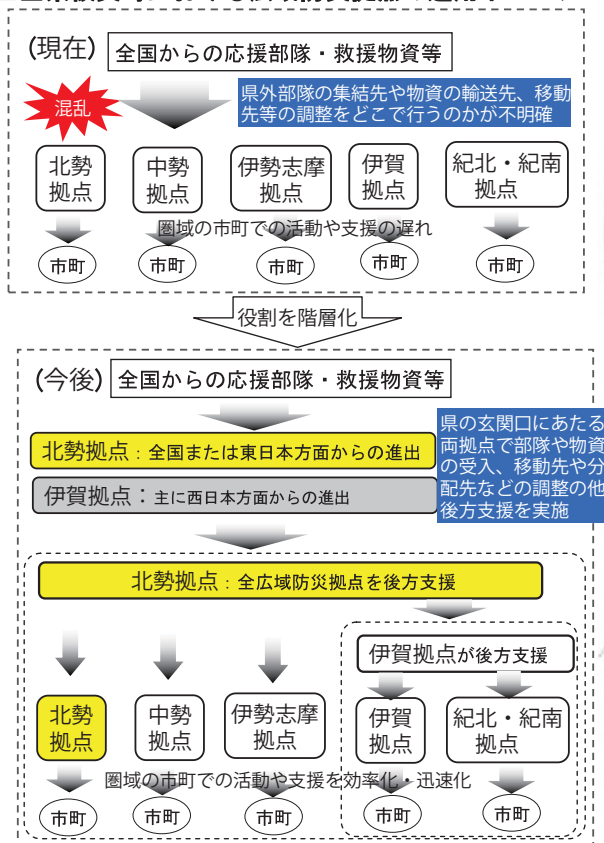 (現在)
全国からの応援部隊・救援物資等
混乱
県外部隊の集結先や物資の輸送先、移動
先等の調整をどこで行うのかが不明確
北勢
拠点
中勢
拠点
伊勢志摩
拠点
伊賀
拠点
紀北・紀南
拠点
圏域の市町での活動や支援の遅れ
市町
市町
市町
市町
市町
役割を階層化
(今後)
全国からの応援部隊・救援物資等
北勢拠点:全国または東日本方面からの進出
伊賀拠点:主に西日本方面からの進出
県の玄関口にあたる
両拠点で部隊や物資
の受入、移動先や分
配先などの調整の他
後方支援を実施
北勢拠点:全広域防災拠点を後方支援
伊賀拠点が後方支援
北勢
拠点
中勢
拠点
伊勢志摩
拠点
伊賀
拠点
紀北・紀南
拠点
圏域の市町での活動や支援を効率化・迅速化
市町
市町
市町
市町
市町